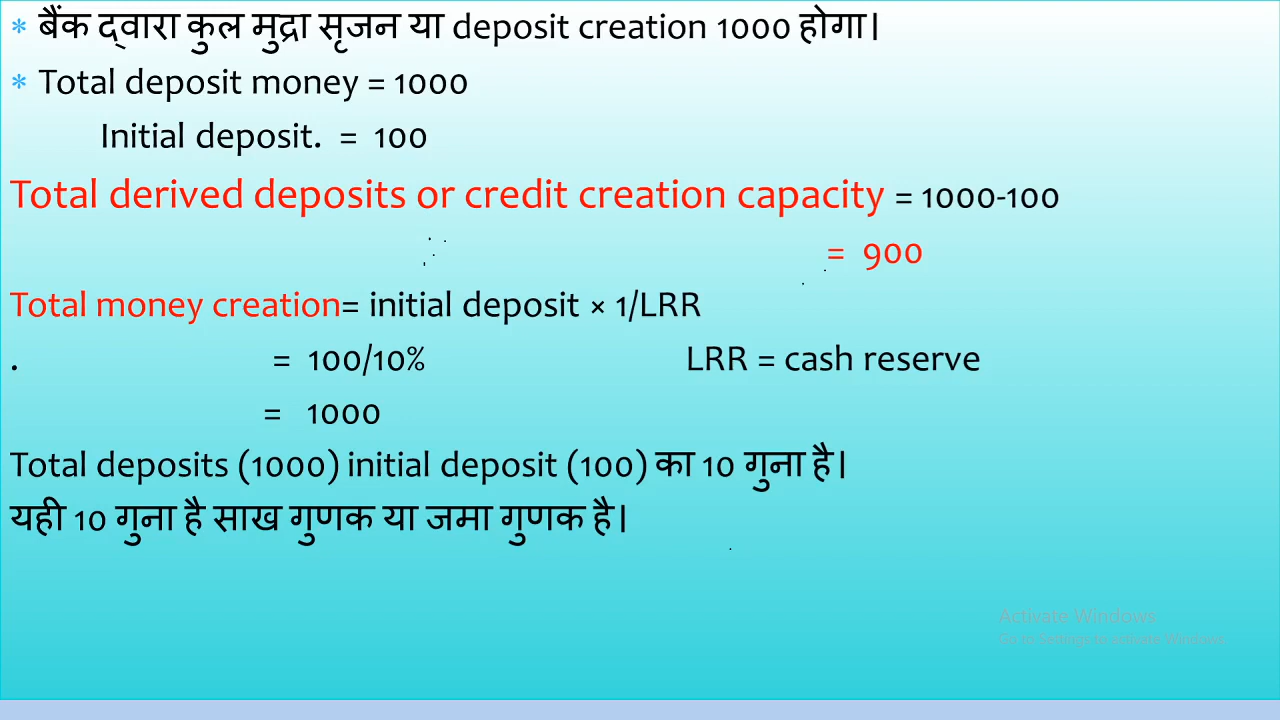 * बैंक द्वारा कुल मुद्रा सृजन या deposit creation 1000 होगा।
* Total deposit money = 1000
Initial deposit. = 100
Total derived deposits or credit creation capacity = 1000-100
= 900
Total money creation= initial deposit × 1/LRR
. = 100/10% LRR = cash reserve
= 1000
Total deposits (1000) initial deposit (100) का 10 गुना है।
यही 10 गुना है साख गुणक या जमा गुणक है।
Activate Windows
Go to Settings to activate Windows.